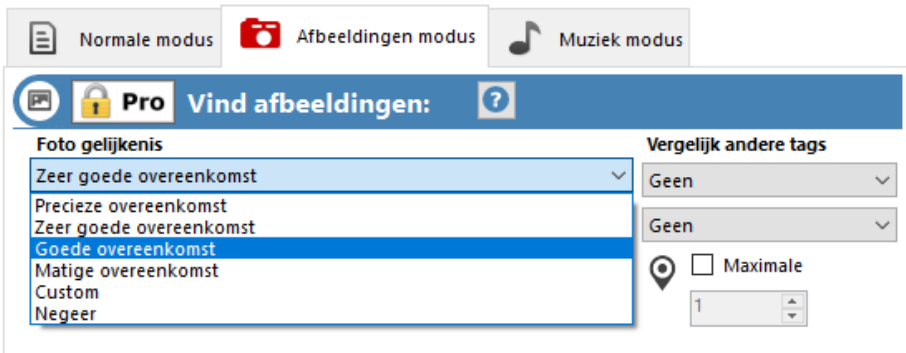 Normale modus
Afbeeldingen modus
Muziek modus
Pro Vind afbeeldingen: ?
Foto gelijkenis
Vergelijk andere tags
Zeer goede overeenkomst
Geen
Precieze overeenkomst
Zeer goede overeenkomst
Goede overeenkomst
Matige overeenkomst
Custom
Negeer
Geen
Maximale
1